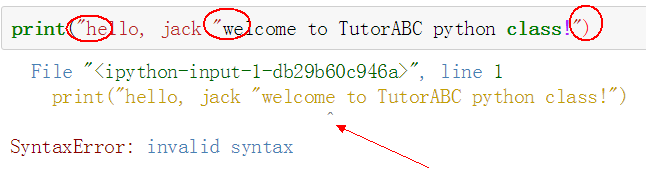 print("hello, jack "welcome to TutorABC python class!")
File "<ipython-input-1-db29b60c946a>", line 1
print("hello, jack "welcome to TutorABC python class!")
^
SyntaxError: invalid syntax